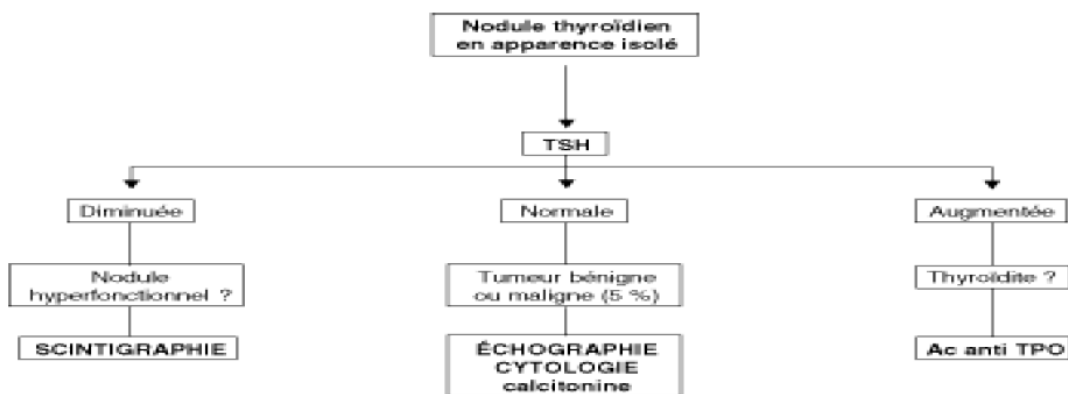 Nodule thyroïdien
en apparence isolé
TSH
Diminuée
Normale
Augmentée
Nodule
hyperfonctionnel ?
Tumeur bénigne
ou maligne (5 %)
Thyroïdite ?
SCINTIGRAPHIE
ÉCHOGRAPHIE
CYTOLOGIE
calcitonine
Ac anti TPO